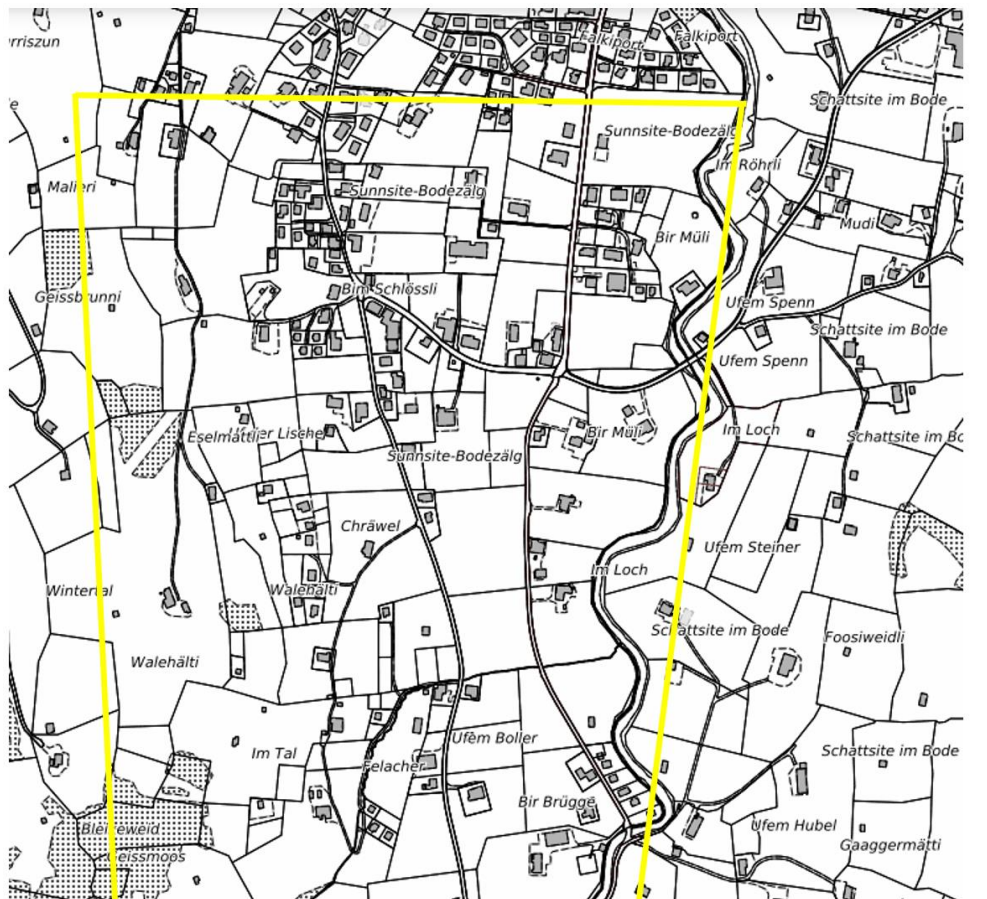 Falkiport
Falkiport
Schattsite im Bode
Sunnsite-Bodezälg
Im Röhrli
Malieri
Sunnsite-Bodezälg
Mudi
Bir Müli
Bim Schlössli
Geissbrunni
Ufem Spenn
Schattsite im Bode
Ufem Spenn
Im Loch
Bir Müli
Eselmattli
Schattsite im Bo
Sunnsite-Bodezälg
Chräwel
Ufem Steiner
Im Loch
Wintertal
Walehälti
Schattsite im Bode
Foosiweidli
Walehälti
Ufem Boller
Im Tal
Schattsite im Bode
Felacher
Bir Brügge
Ufem Hubel
Bleikeweid
Gaaggermätti
Geissmoos